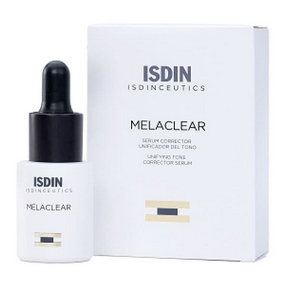 ISDIN
ISDINCEUTICS
MELACLEAR
SERUM CORRECTOR
UNIFICADOR DEL TONO
UNIFYING TONE
CORRECTOR SERUM
ISDIN
ISDINCEUTICS
MELACLEAR